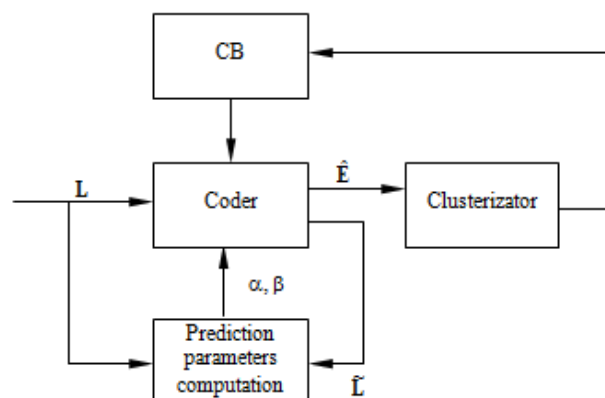 CB
L
Coder
Ê
Clusterizator
α, β
Prediction
parameters
computation
L̃